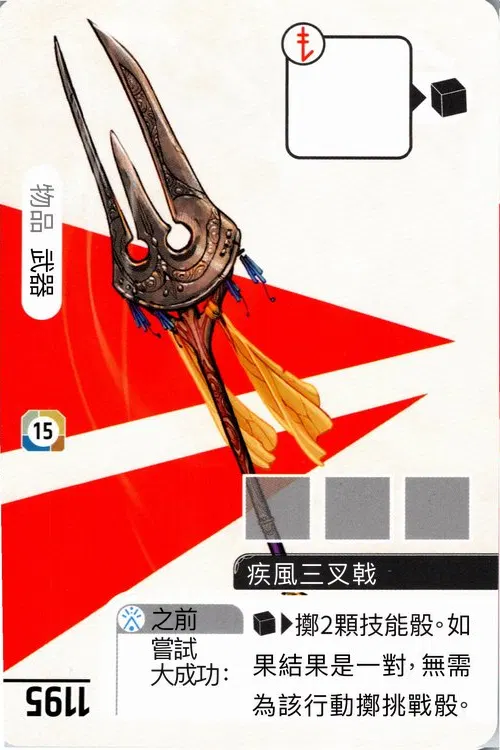 物品 武器
15
疾風三叉戟
之前
嘗試
大成功：
擲2顆技能骰。如
果結果是一對，無需
為該行動擲挑戰骰。
1195